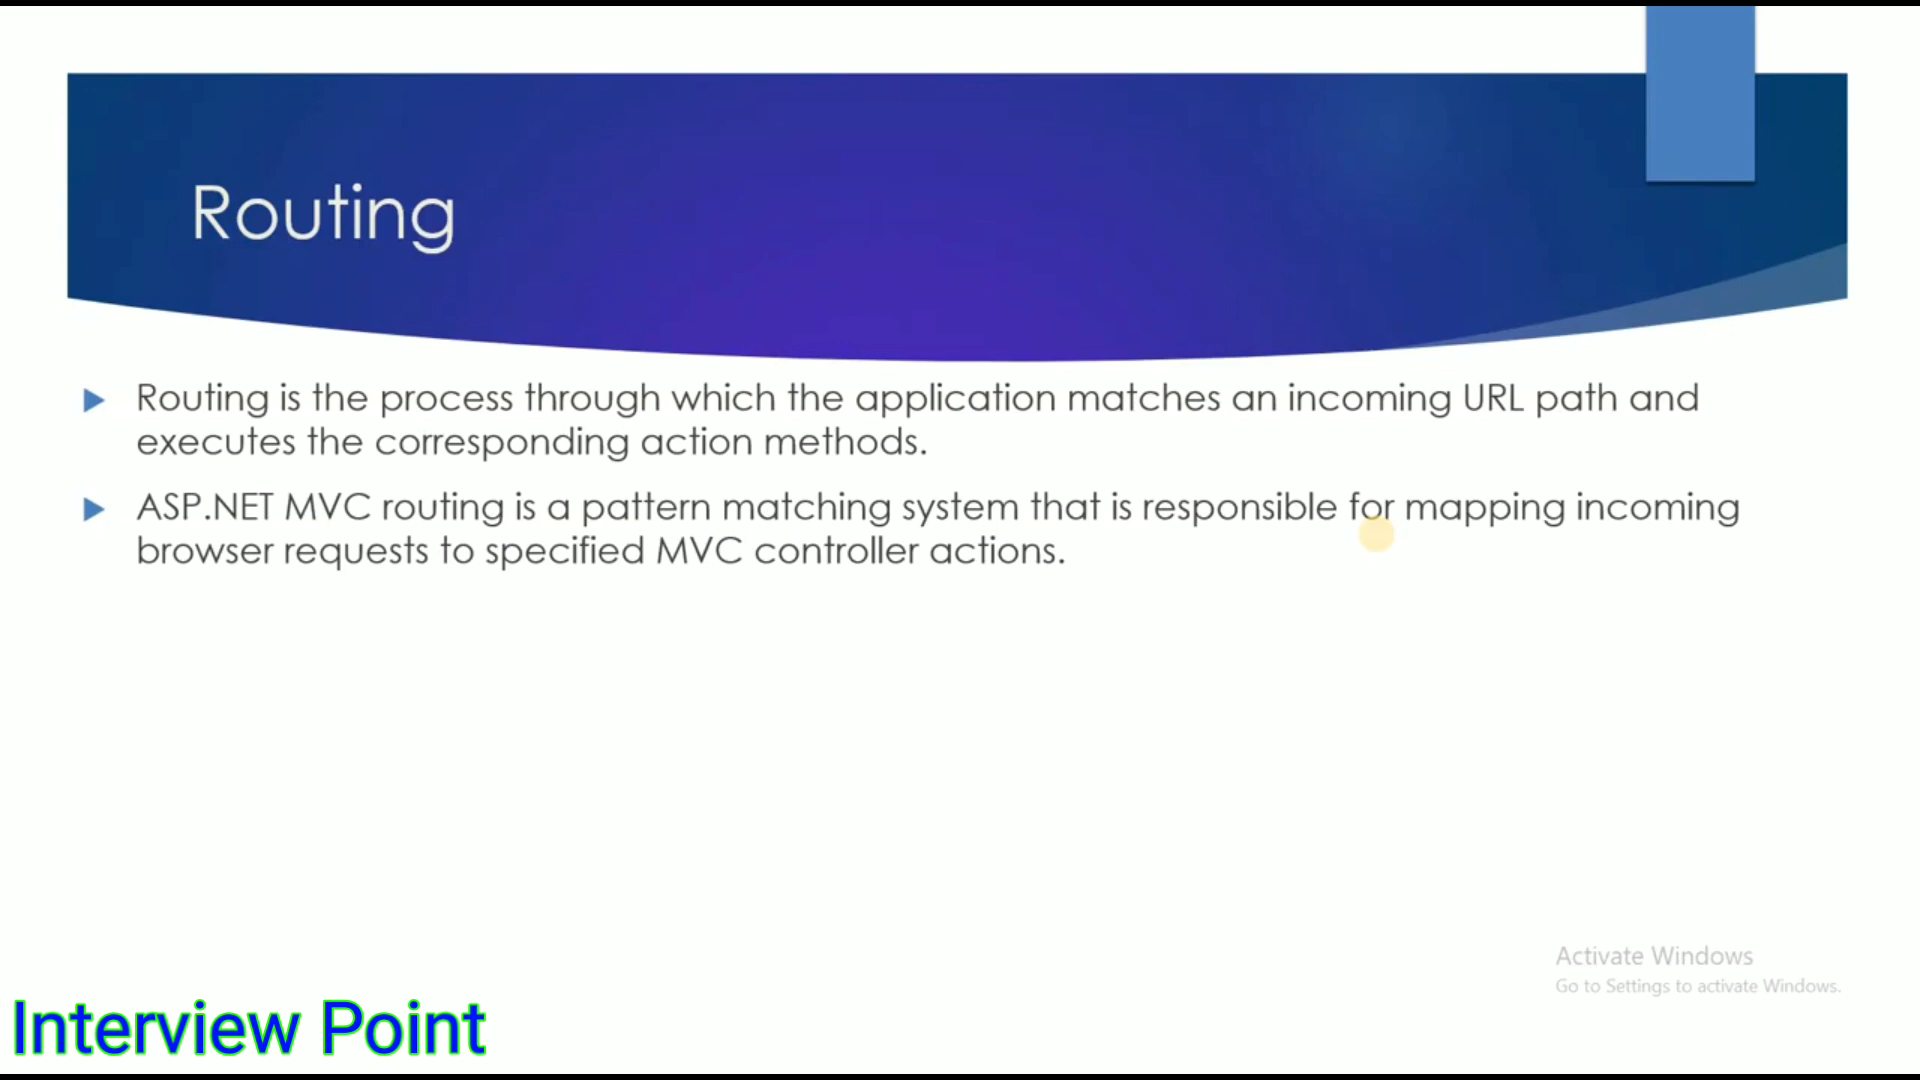 Routing
Routing is the process through which the application matches an incoming URL path and
executes the corresponding action methods.
ASP.NET MVC routing is a pattern matching system that is responsible for mapping incoming
browser requests to specified MVC controller actions.
Activate Windows
Go to Settings to activate Windows.
Interview Point